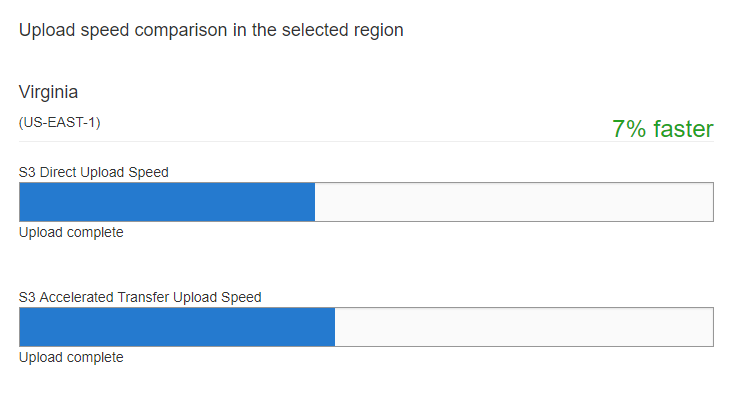 Upload speed comparison in the selected region
Virginia
(US-EAST-1)
7% faster
S3 Direct Upload Speed
Upload complete
S3 Accelerated Transfer Upload Speed
Upload complete